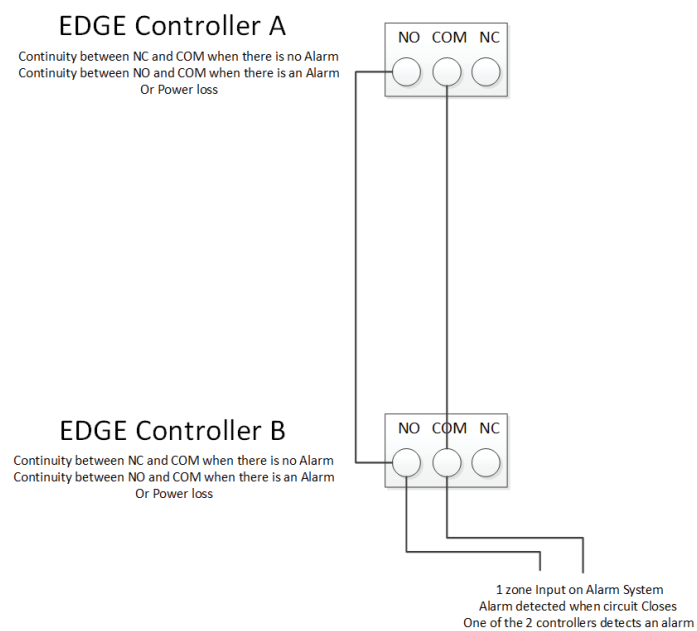 EDGE Controller A
Continuity between NC and COM when there is no Alarm
Continuity between NO and COM when there is an Alarm
Or Power loss
NO COM NC
EDGE Controller B
Continuity between NC and COM when there is no Alarm
Continuity between NO and COM when there is an Alarm
Or Power loss
NO COM NC
1 zone Input on Alarm System
Alarm detected when circuit Closes
One of the 2 controllers detects an alarm